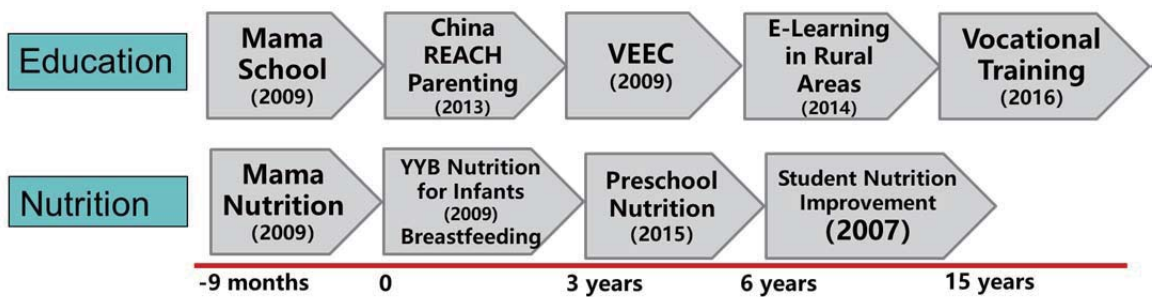 Education
Mama
School
(2009)
China
REACH
Parenting
(2013)
VEEC
(2009)
E-Learning
in Rural
Areas
(2014)
Vocational
Training
(2016)
Nutrition
Mama
Nutrition
(2009)
YYB Nutrition
for Infants
(2009)
Breastfeeding
Preschool
Nutrition
(2015)
Student Nutrition
Improvement
(2007)
-9 months
0
3 years
6 years
15 years